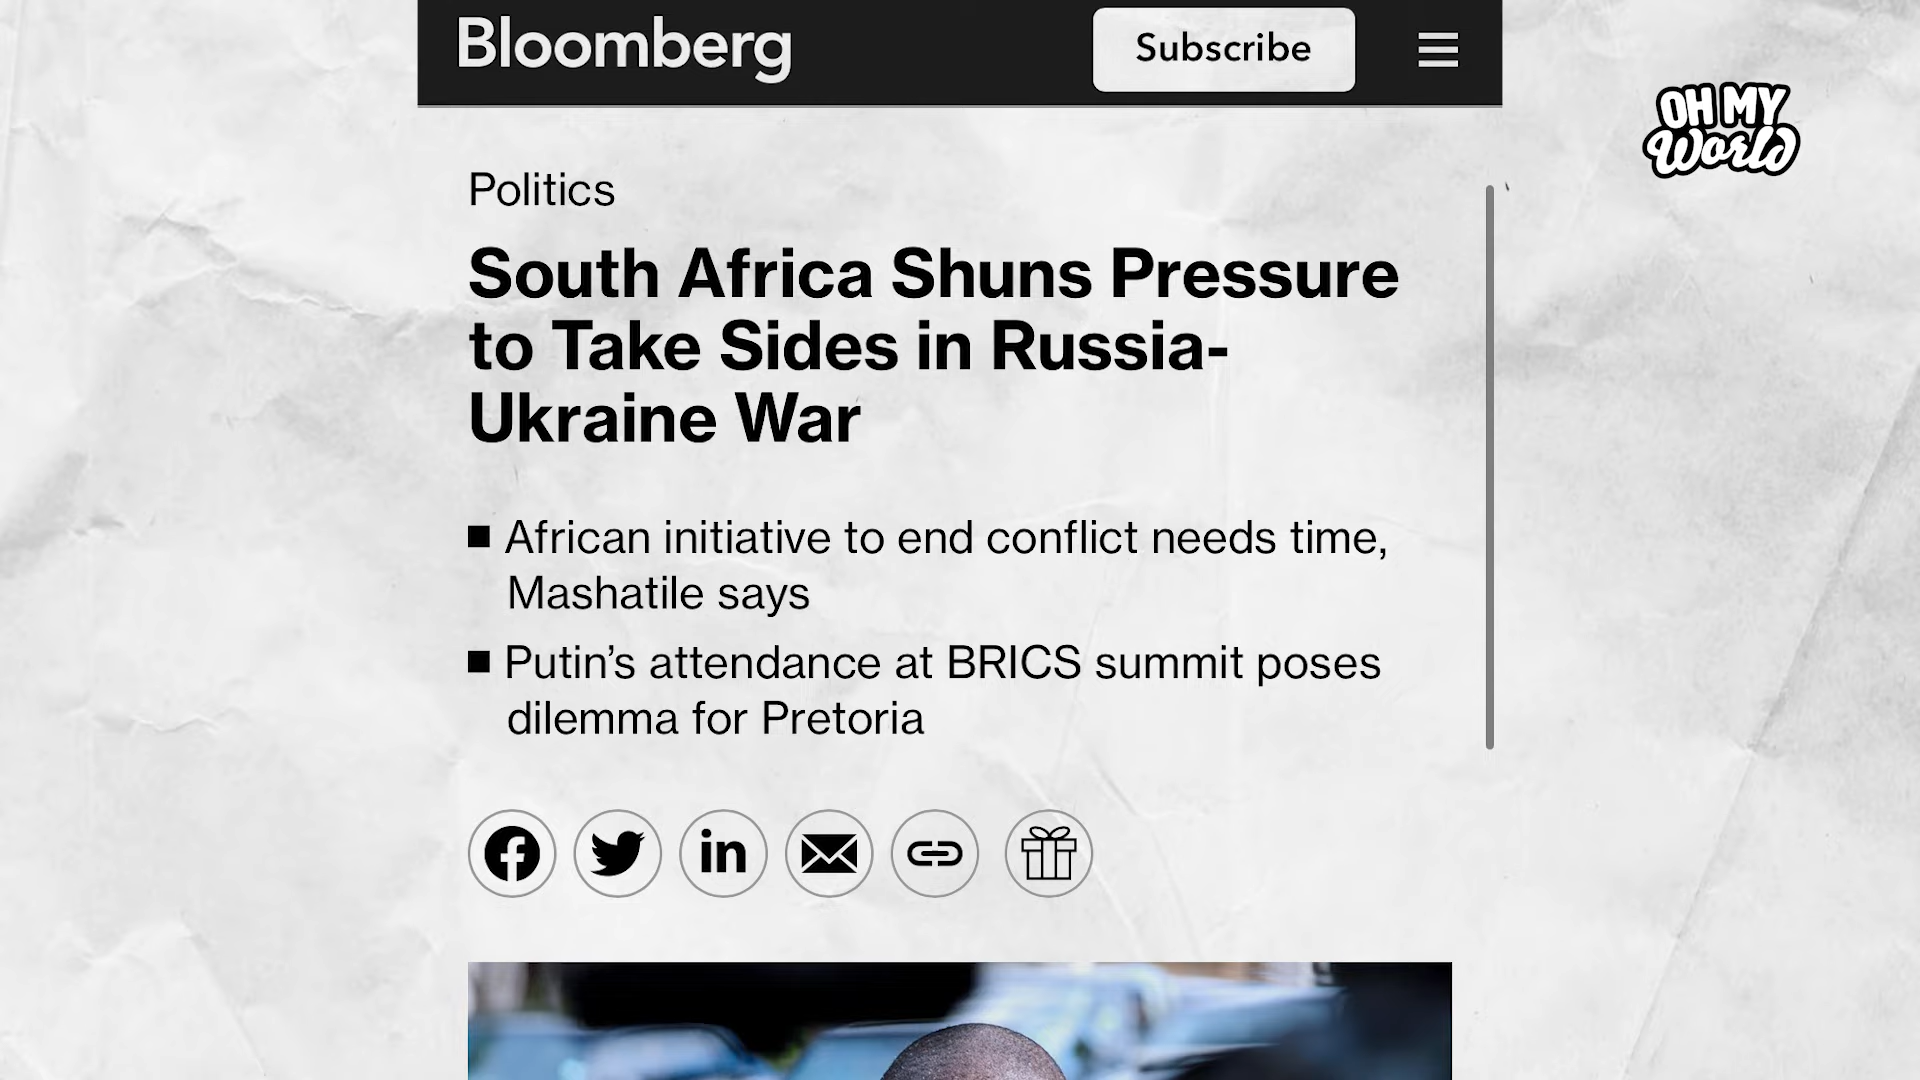 Bloomberg
Subscribe
OH MY
World
Politics
South Africa Shuns Pressure
to Take Sides in Russia-
Ukraine War
African initiative to end conflict needs time,
Mashatile says
Putin’s attendance at BRICS summit poses
dilemma for Pretoria
in